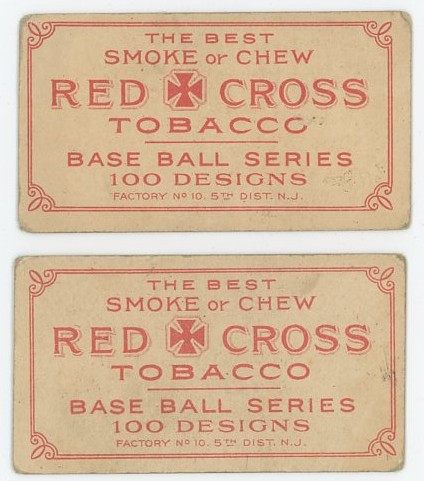 THE BEST
SMOKE or CHEW
RED CROSS
TOBACCO
BASE BALL SERIES
100 DESIGNS
FACTORY Nº 10. 5TH DIST. N.J.
THE BEST
SMOKE or CHEW
RED CROSS
TOBACCO
BASE BALL SERIES
100 DESIGNS
FACTORY Nº 10. 5TH DIST. N.J.